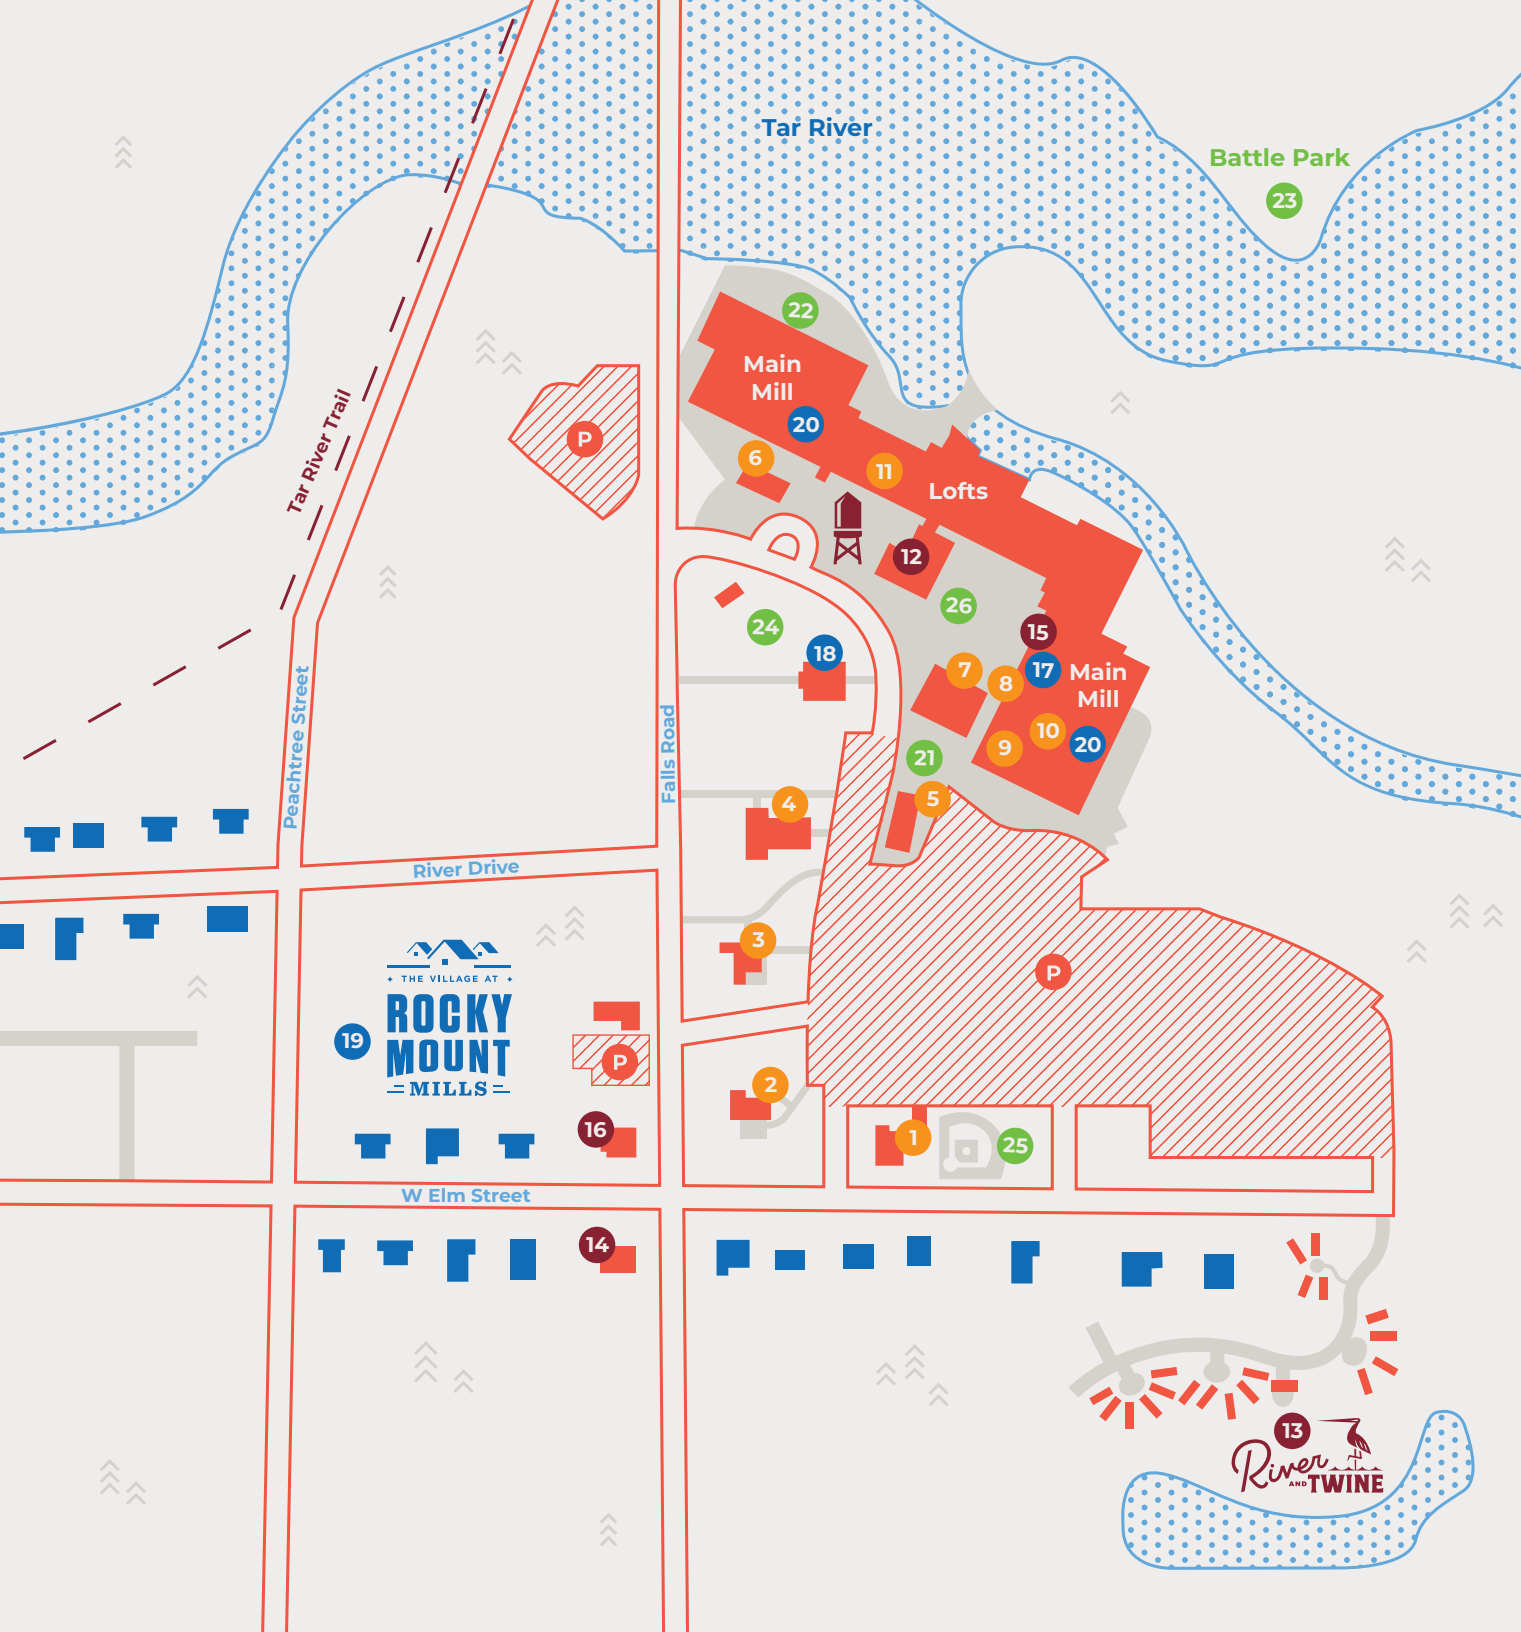 Tar River
Battle Park
23
22
Main
Mill
20
6
11
Lofts
P
Tar River Trail
12
26
15
24
18
17
7
8
Main
Mill
10
20
9
21
5
4
Peachtree Street
Falls Road
River Drive
3
THE VILLAGE AT
ROCKY
MOUNT
MILLS
19
P
P
2
16
1
25
W Elm Street
14
13
River
AND TWINE